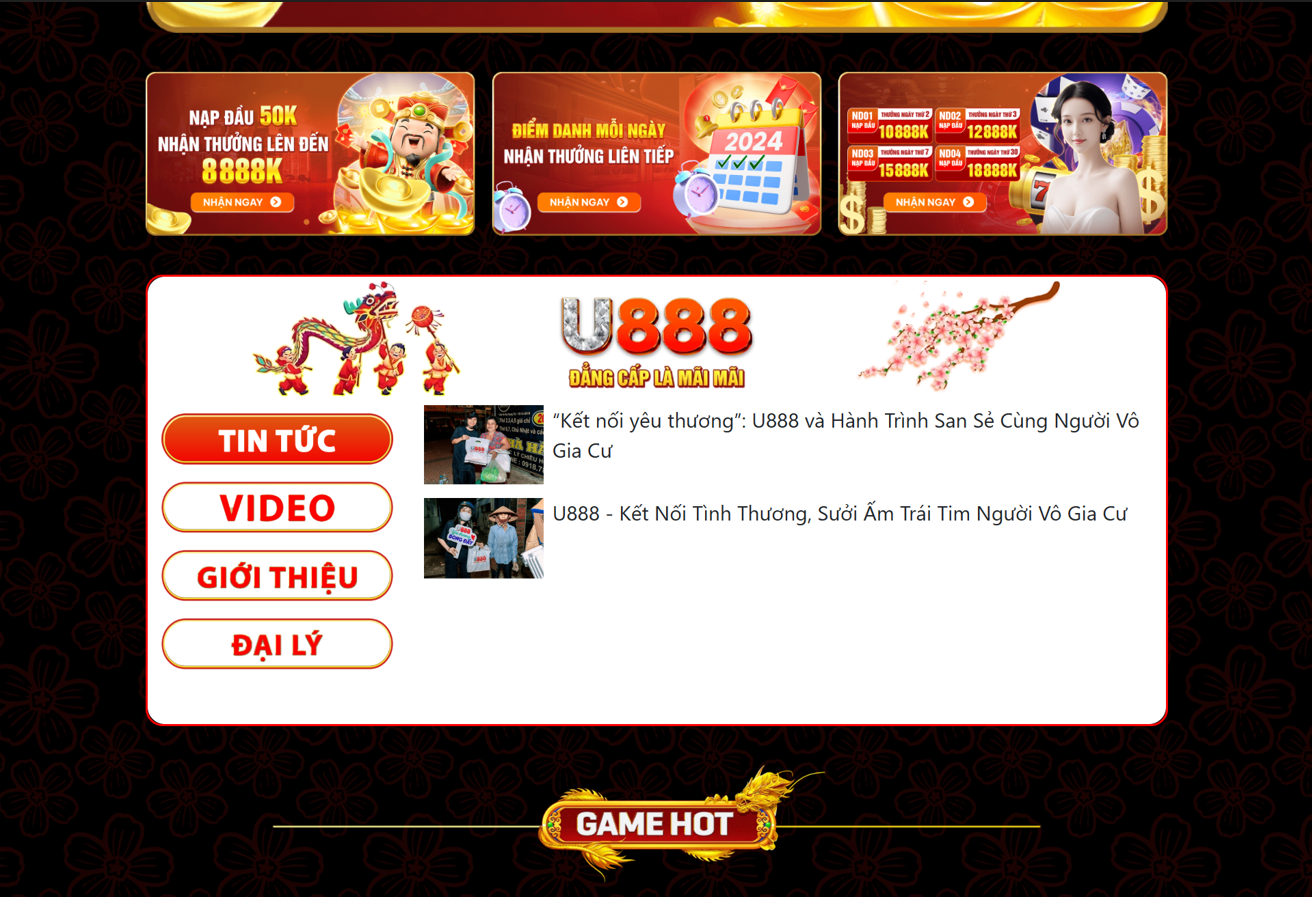 NẠP ĐẦU 50K
NHẬN THƯỞNG LÊN ĐẾN
8888K
NHẬN NGAY
ĐIỂM DANH MỖI NGÀY
NHẬN THƯỞNG LIÊN TIẾP
NHẬN NGAY
2024
ND01 NẠP ĐẦU THƯỞNG NGÀY THỨ 2 10888K
ND02 NẠP ĐẦU THƯỞNG NGÀY THỨ 3 12888K
ND03 NẠP ĐẦU THƯỞNG NGÀY THỨ 7 15888K
ND04 NẠP ĐẦU THƯỞNG NGÀY THỨ 30 18888K
NHẬN NGAY
7
U888
ĐẲNG CẤP LÀ MÃI MÃI
TIN TỨC
VIDEO
GIỚI THIỆU
ĐẠI LÝ
“Kết nối yêu thương”: U888 và Hành Trình San Sẻ Cùng Người Vô
Gia Cư
U888 - Kết Nối Tình Thương, Sưởi Ấm Trái Tim Người Vô Gia Cư
GAME HOT